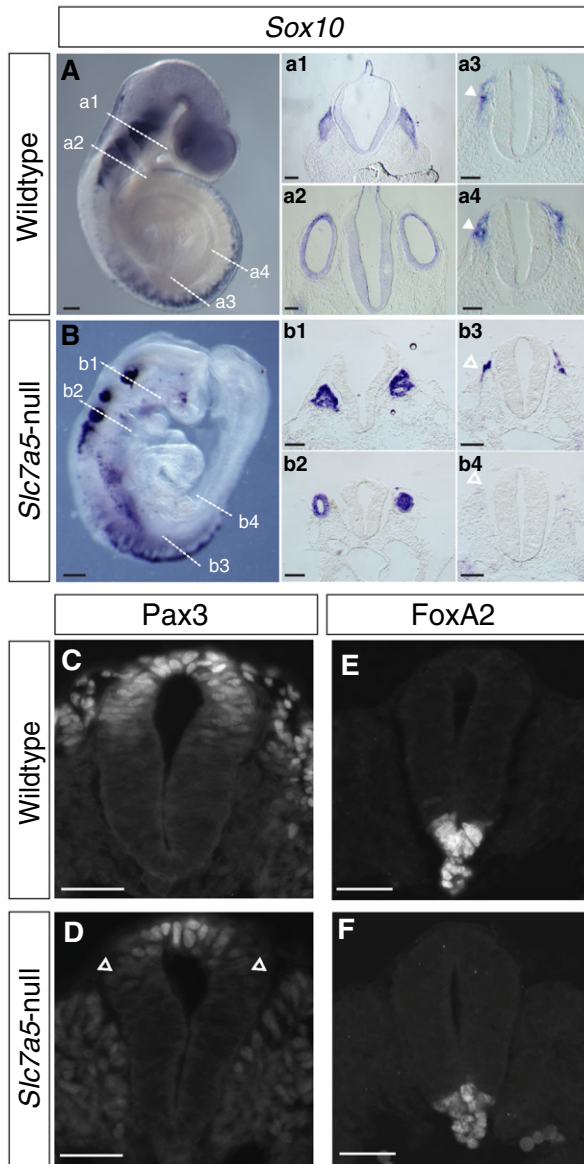 Sox10
Wildtype
A
a1
a2
a4
a3
a1
a3
a2
a4
Slc7a5-null
B
b1
b2
b4
b3
b1
b3
b2
b4
Pax3
FoxA2
Wildtype
C
E
Slc7a5-null
D
F